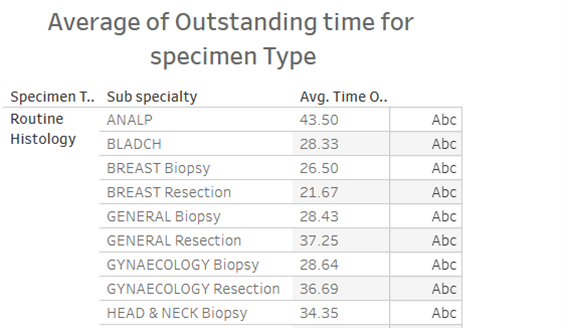 Average of Outstanding time for
specimen Type
Specimen T.. Sub specialty Avg. Time O..
Routine Histology ANALP 43.50 Abc
BLADCH 28.33 Abc
BREAST Biopsy 26.50 Abc
BREAST Resection 21.67 Abc
GENERAL Biopsy 28.43 Abc
GENERAL Resection 37.25 Abc
GYNAECOLOGY Biopsy 28.64 Abc
GYNAECOLOGY Resection 36.69 Abc
HEAD & NECK Biopsy 34.35 Abc